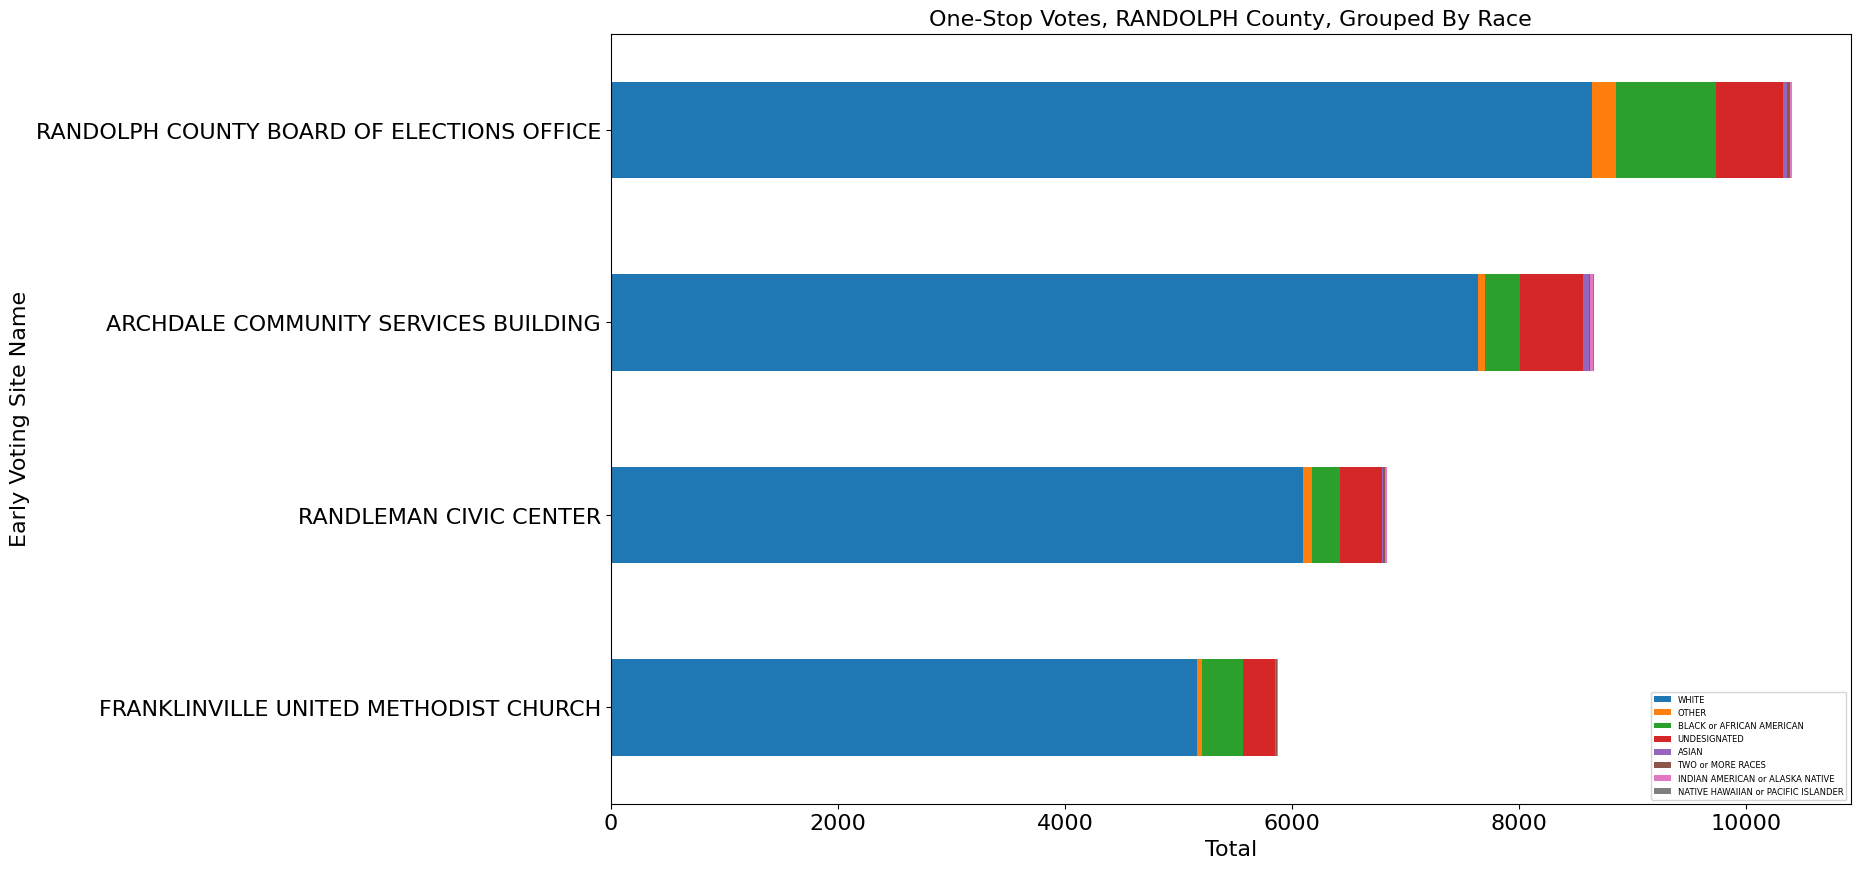 One-Stop Votes, RANDOLPH County, Grouped By Race
Early Voting Site Name
RANDOLPH COUNTY BOARD OF ELECTIONS OFFICE
ARCHDALE COMMUNITY SERVICES BUILDING
RANDLEMAN CIVIC CENTER
FRANKLINVILLE UNITED METHODIST CHURCH
WHITE
OTHER
BLACK or AFRICAN AMERICAN
UNDESIGNATED
ASIAN
TWO or MORE RACES
INDIAN AMERICAN or ALASKA NATIVE
NATIVE HAWAIIAN or PACIFIC ISLANDER
0 2000 4000 6000 8000 10000
Total